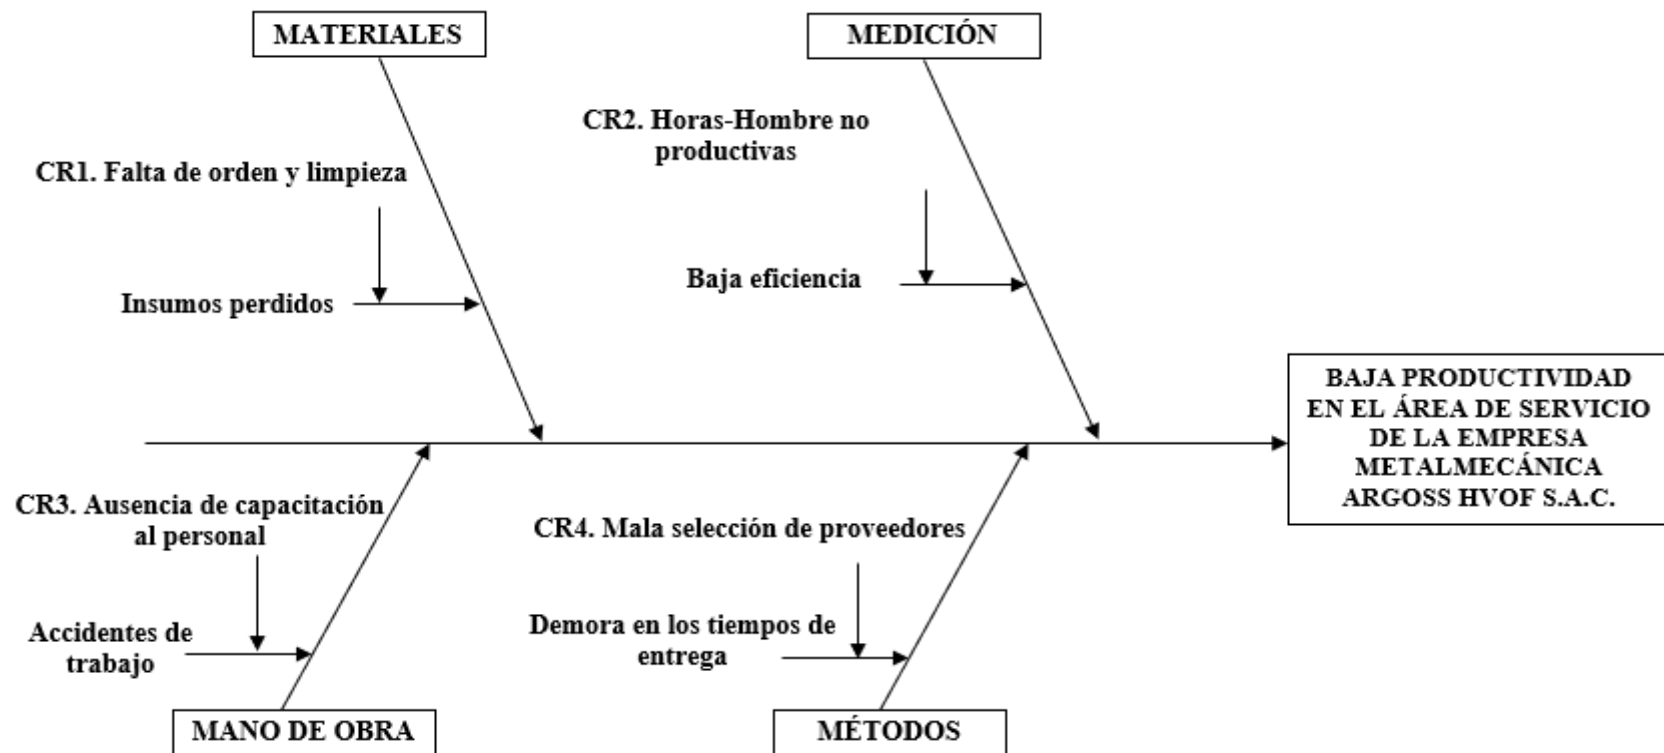 MATERIALES
MEDICIÓN
CR2. Horas-Hombre no
productivas
CR1. Falta de orden y limpieza
Baja eficiencia
Insumos perdidos
BAJA PRODUCTIVIDAD
EN EL ÁREA DE SERVICIO
DE LA EMPRESA
METALMECÁNICA
ARGOSS HVOF S.A.C.
CR3. Ausencia de capacitación
al personal
CR4. Mala selección de proveedores
Accidentes de
trabajo
Demora en los tiempos de
entrega
MANO DE OBRA
MÉTODOS